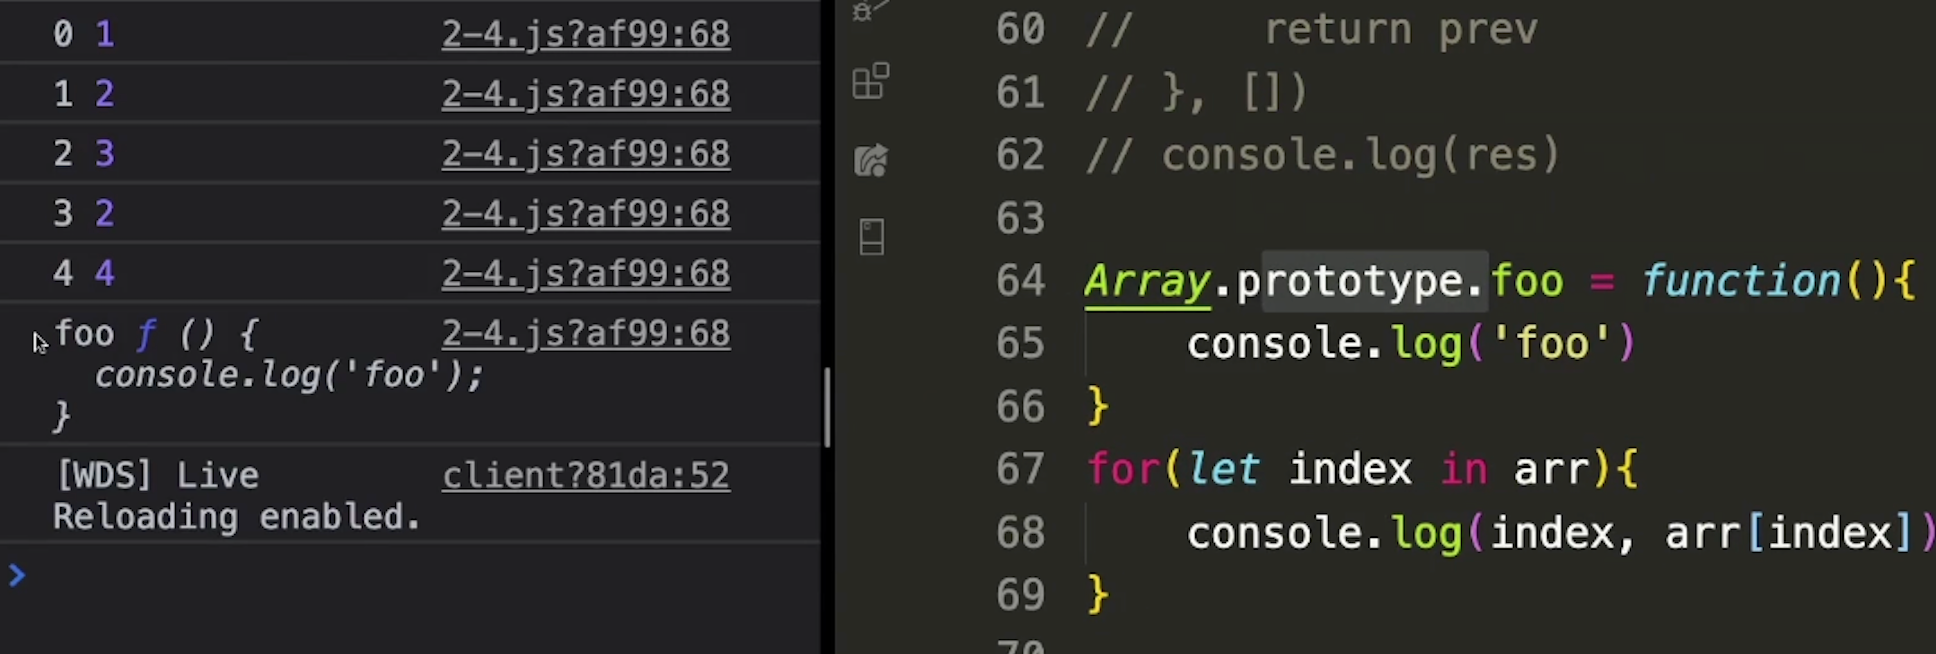 0 1 2-4.js?af99:68
1 2 2-4.js?af99:68
2 3 2-4.js?af99:68
3 2 2-4.js?af99:68
4 4 2-4.js?af99:68
foo ƒ () { 2-4.js?af99:68
console.log('foo');
}
[WDS] Live client?81da:52
Reloading enabled.
>
60 // return prev
61 // }, [])
62 // console.log(res)
63
64 Array.prototype.foo = function(){
65 console.log('foo')
66 }
67 for(let index in arr){
68 console.log(index, arr[index])
69 }
70